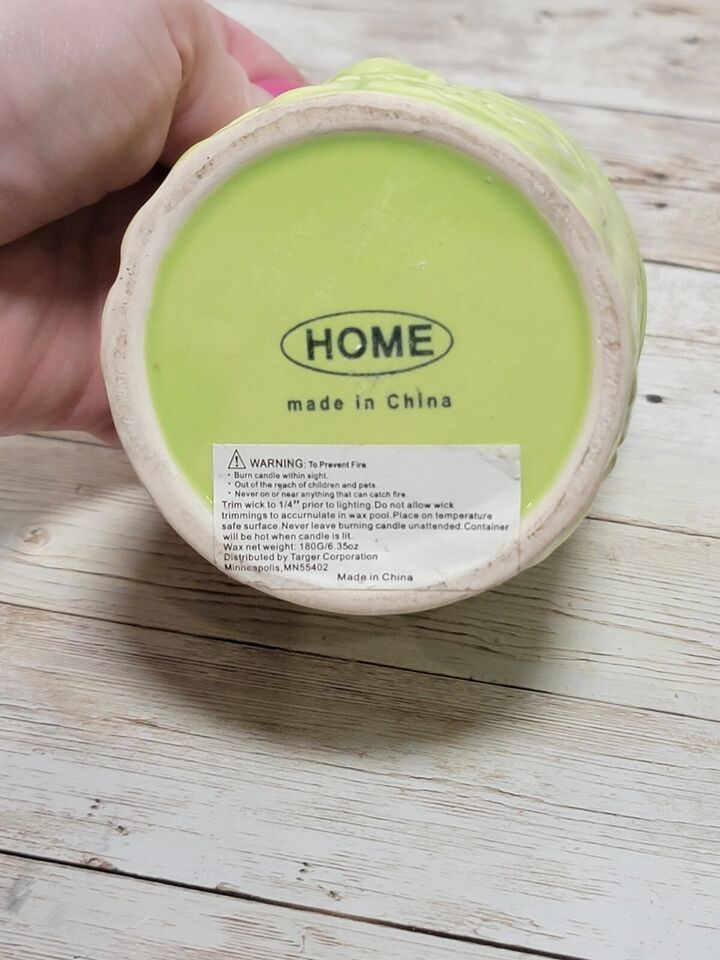 HOME
made in China
WARNING: To Prevent Fire
· Burn candle within sight.
· Out of the reach of children and pets.
· Never on or near anything that can catch fire.
Trim wick to 1/4" prior to lighting.Do not allow wick
trimmings to accurnulate in wax pool.Place on temperature
safe surface.Never leave burning candle unattended.Container
will be hot when candle is lit.
Wax net weight: 180G/6.35oz
Distributed by Targer Corporation
Minneapolis,MN55402
Made in China